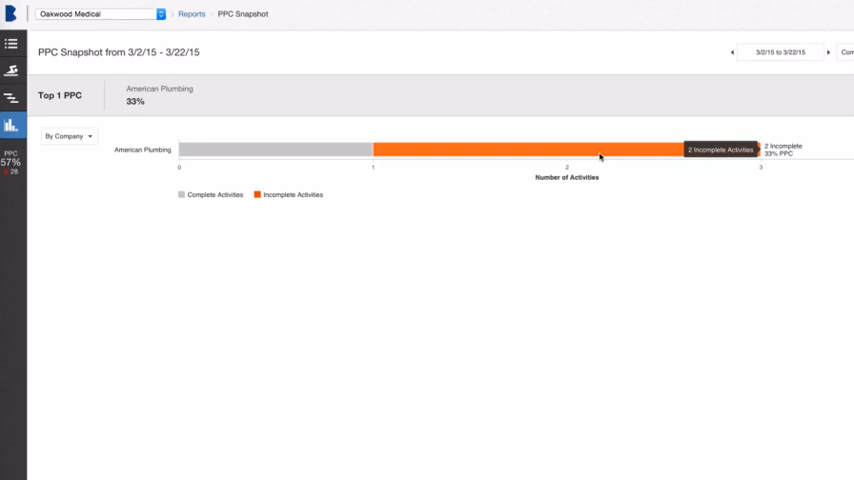 Oakwood Medical
Reports
PPC Snapshot
PPC Snapshot from 3/2/15 - 3/22/15
3/2/15 to 3/22/15
Com
Top 1 PPC
American Plumbing
33%
By Company
American Plumbing
2 Incomplete Activities
2 Incomplete
33% PPC
0
1
2
3
Number of Activities
Complete Activities
Incomplete Activities
PPC
57%
28